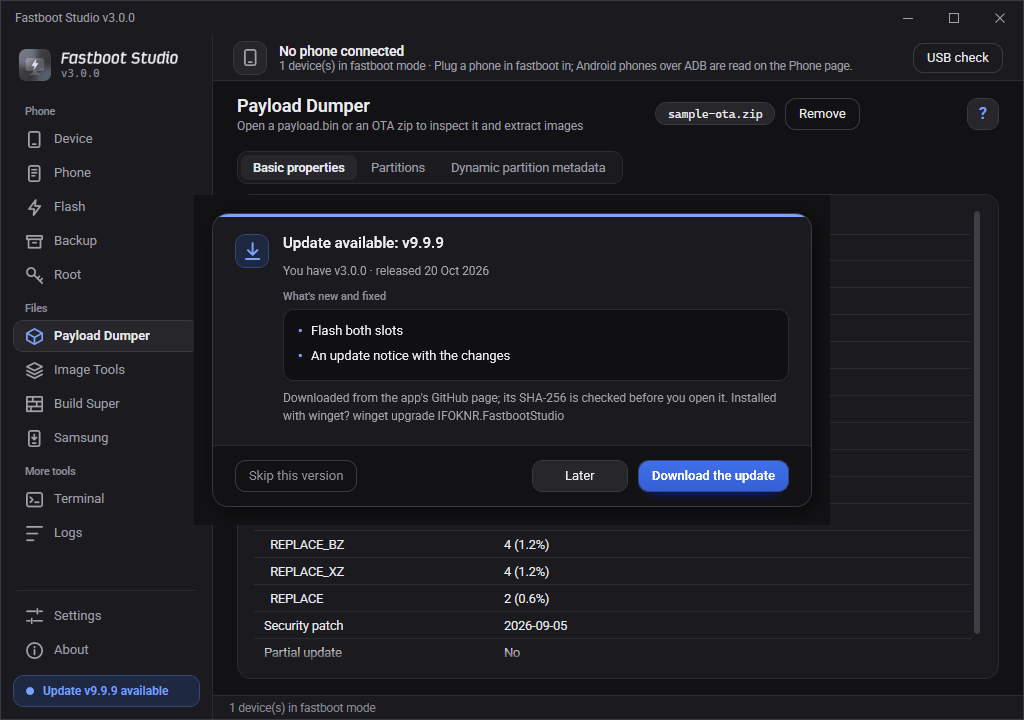 Fastboot Studio v3.0.0
Fastboot Studio
v3.0.0
Phone
Device
Phone
Flash
Backup
Root
Files
Payload Dumper
Image Tools
Build Super
Samsung
More tools
Terminal
Logs
Settings
About
Update v9.9.9 available
No phone connected
1 device(s) in fastboot mode · Plug a phone in fastboot in; Android phones over ADB are read on the Phone page.
USB check
Payload Dumper
Open a payload.bin or an OTA zip to inspect it and extract images
sample-ota.zip
Remove
?
Basic properties
Partitions
Dynamic partition metadata
Update available: v9.9.9
You have v3.0.0 · released 20 Oct 2026
What's new and fixed
• Flash both slots
• An update notice with the changes
Downloaded from the app's GitHub page; its SHA-256 is checked before you open it. Installed
with winget? winget upgrade IFOKNR.FastbootStudio
Skip this version
Later
Download the update
REPLACE_BZ 4 (1.2%)
REPLACE_XZ 4 (1.2%)
REPLACE 2 (0.6%)
Security patch 2026-09-05
Partial update No
1 device(s) in fastboot mode